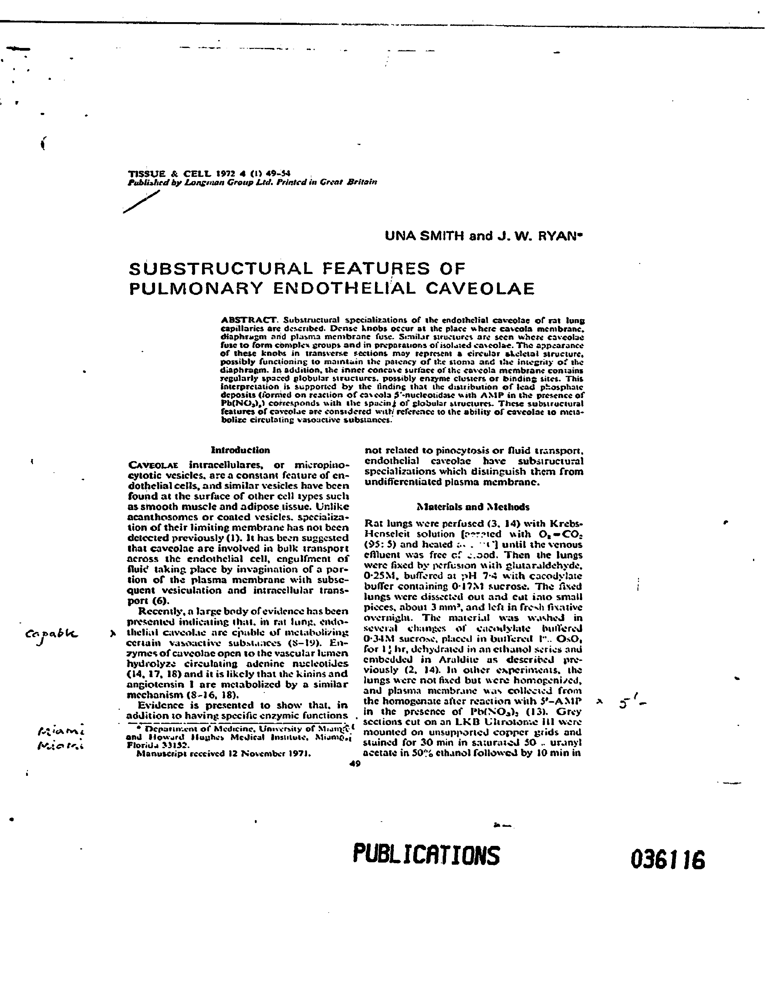 TISSUE & CELL 1972 4 (1) 49-54
Published by Longman Group Ltd. Printed in Great Britain
UNA SMITH and J. W. RYAN*
SUBSTRUCTURAL FEATURES OF
PULMONARY ENDOTHELIAL CAVEOLAE
ABSTRACT. Substructural specializations of the endothelial caveolae of rat lung
capillaries are described. Dense knobs occur at the place where caveola membrane,
diaphragm and plasma membrane fuse. Similar structures are seen where caveolae
fuse to form complex groups and in preparations of isolated caveolae. The appearance
of these knobs in transverse sections may represent a circular skeletal structure,
possibly functioning to maintain the patency of the stoma and the integrity of the
diaphragm. In addition, the inner concave surface of the caveola membrane contains
regularly spaced globular structures, possibly enzyme clusters or binding sites. This
interpretation is supported by the finding that the distribution of lead phosphate
deposits (formed on reaction of caveola 5'-nucleotidase with AMP in the presence of
Pb(NO₃)₂) corresponds with the spacing of globular structures. These substructural
features of caveolae are considered with reference to the ability of caveolae to meta-
bolize circulating vasoactive substances.
Introduction
CAVEOLAE intracellulares, or micropino-
cytotic vesicles, are a constant feature of en-
dothelial cells, and similar vesicles have been
found at the surface of other cell types such
as smooth muscle and adipose tissue. Unlike
acanthosomes or coated vesicles, specializa-
tion of their limiting membrane has not been
detected previously (1). It has been suggested
that caveolae are involved in bulk transport
across the endothelial cell, engulfment of
fluid taking place by invagination of a por-
tion of the plasma membrane with subse-
quent vesiculation and intracellular trans-
port (6).
Recently, a large body of evidence has been
presented indicating that, in rat lung, endo-
capable
thelial caveolae are cpable of metabolizing
certain vasoactive substances (8-19). En-
zymes of caveolae open to the vascular lumen
hydrolyze circulating adenine nucleotides
(14, 17, 18) and it is likely that the kinins and
angiotensin I are metabolized by a similar
mechanism (8-16, 18).
Evidence is presented to show that, in
addition to having specific enzymic functions
Miami
Miami
* Department of Medicine, University of
and Howard Hughes Medical Institute,
Florida 33152.
Manuscript received 12 November 1971.
not related to pinocytosis or fluid transport,
endothelial caveolae have substructural
specializations which distinguish them from
undifferentiated plasma membrane.
Materials and Methods
Rat lungs were perfused (3, 14) with Krebs-
Henseleit solution with O₂-CO₂
(95: 5) and heated until the venous
effluent was free of Then the lungs
were fixed by perfusion with glutaraldehyde,
0·25M, buffered at pH 7·4 with cacodylate
buffer containing 0·17M sucrose. The fixed
lungs were dissected out and cut into small
pieces, about 3 mm³, and left in fresh fixative
overnight. The material was washed in
several changes of cacodylate buffered
0·34M sucrose, placed in buffered OsO₄
for hr, dehydrated in an ethanol series and
embedded in Araldite as described pre-
viously (2, 14). In other experiments, the
lungs were not fixed but were homogenized,
and plasma membrane was collected from
the homogenate after reaction with 5'-AMP
5'-
in the presence of Pb(NO₃)₂ (13). Grey
sections cut on an LKB Ultrotome III were
mounted on unsupported copper grids and
stained for 30 min in saturated 50 uranyl
acetate in 50% ethanol followed by 10 min in
49
PUBLICATIONS
036116